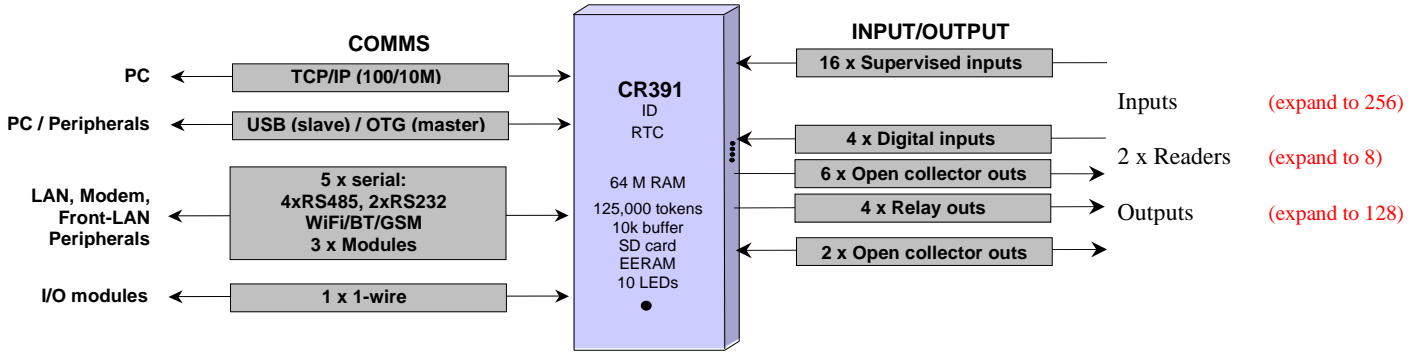 COMMS
PC
TCP/IP (100/10M)
PC / Peripherals
USB (slave) / OTG (master)
LAN, Modem,
Front-LAN
Peripherals
5 x serial:
4xRS485, 2xRS232
WiFi/BT/GSM
3 x Modules
I/O modules
1 x 1-wire
CR391
ID
RTC
64 M RAM
125,000 tokens
10k buffer
SD card
EERAM
10 LEDs
INPUT/OUTPUT
16 x Supervised inputs
4 x Digital inputs
6 x Open collector outs
4 x Relay outs
2 x Open collector outs
Inputs (expand to 256)
2 x Readers (expand to 8)
Outputs (expand to 128)